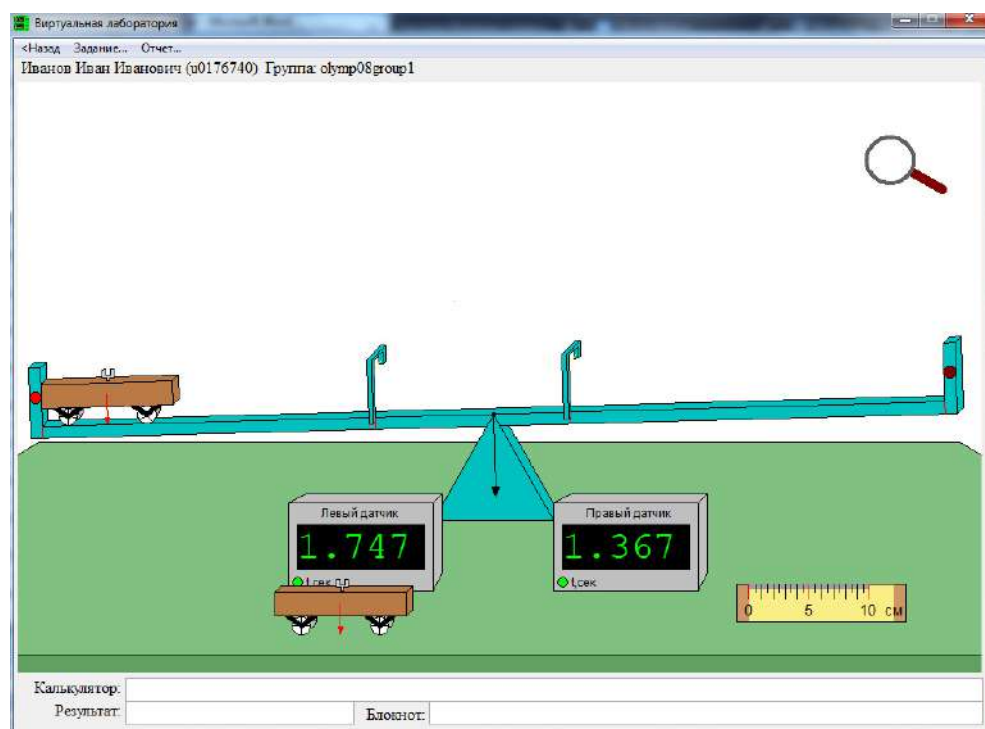 Виртуальная лаборатория
<Назад Задание... Отчет...
Иванов Иван Иванович (u0176740) Группа: olymp08group1
Левый датчик
1.747
t,сек
Правый датчик
1.367
t,сек
0 5 10 см
Калькулятор:
Результат: Блокнот: